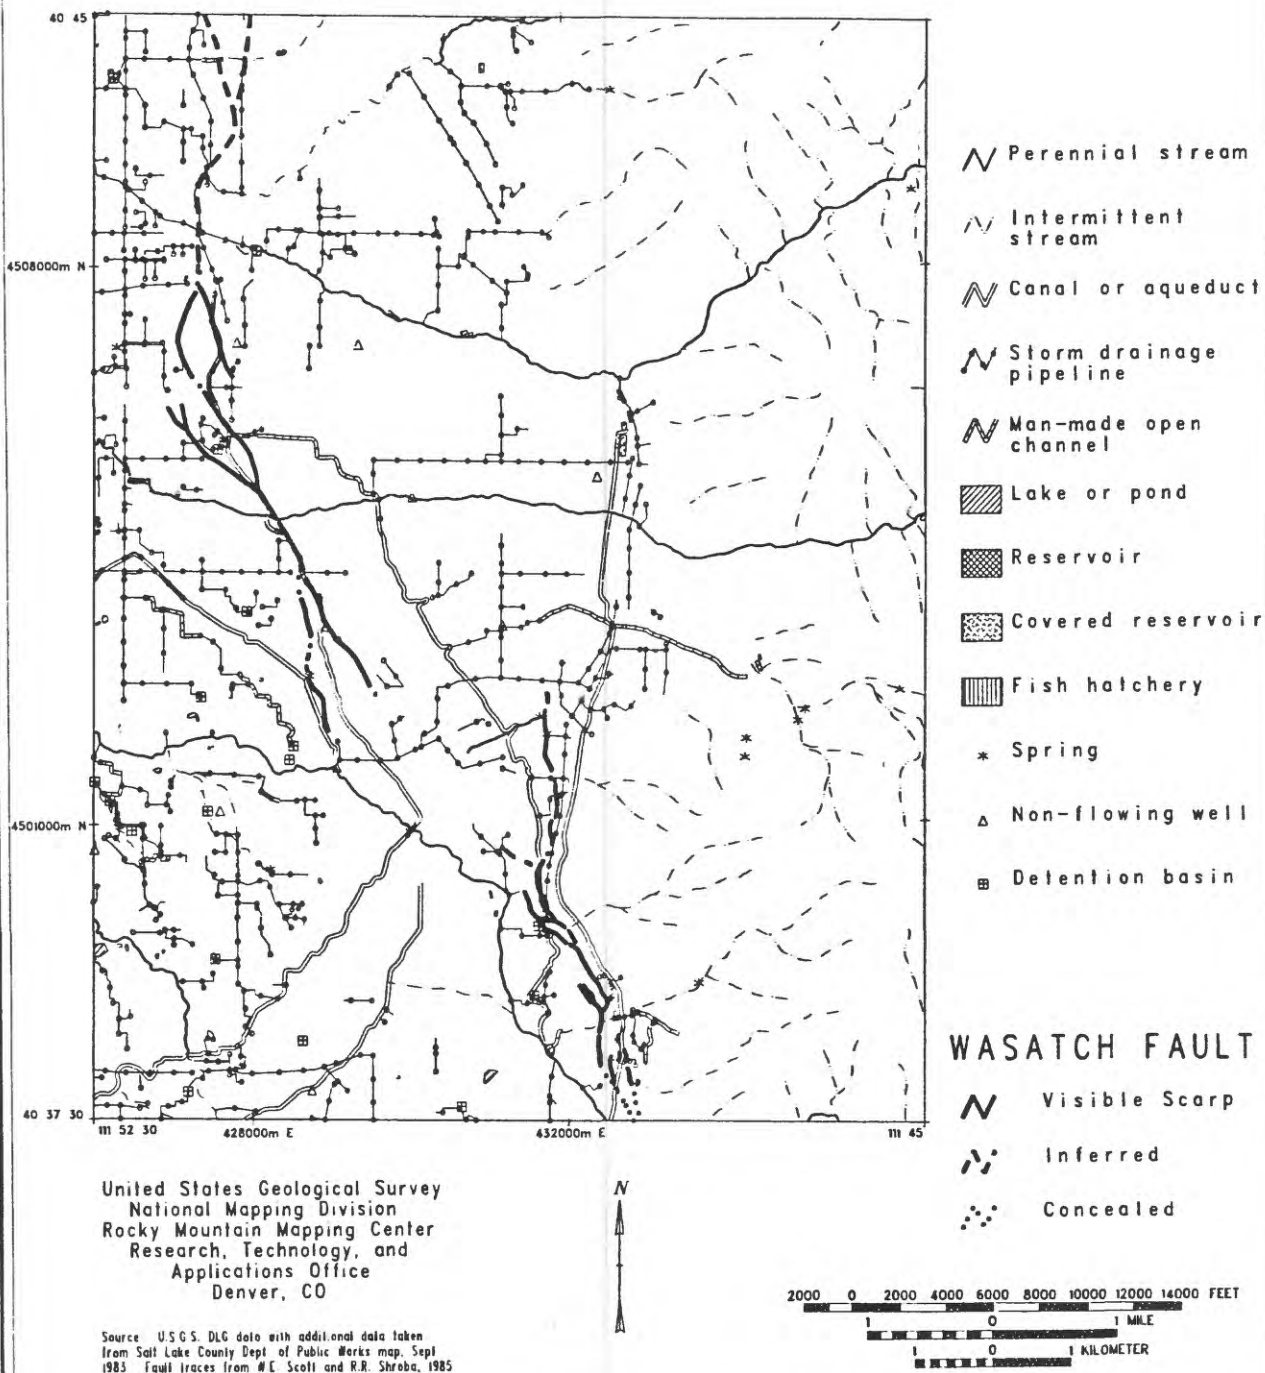 40 45
4508000m N
4501000m N
40 37 30
111 52 30
428000m E
432000m E
111 45
Perennial stream
Intermittent
stream
Canal or aqueduct
Storm drainage
pipeline
Man-made open
channel
Lake or pond
Reservoir
Covered reservoir
Fish hatchery
Spring
Non-flowing well
Detention basin
WASATCH FAULT
Visible Scarp
Inferred
Concealed
United States Geological Survey
National Mapping Division
Rocky Mountain Mapping Center
Research, Technology, and
Applications Office
Denver, CO
Source U.S.G.S. DLG data with additional data taken
from Salt Lake County Dept of Public Works map, Sept
1983 Fault traces from W.E. Scott and R.R. Shroba, 1985
N
2000 0 2000 4000 6000 8000 10000 12000 14000 FEET
1 0 1 MILE
1 0 1 KILOMETER